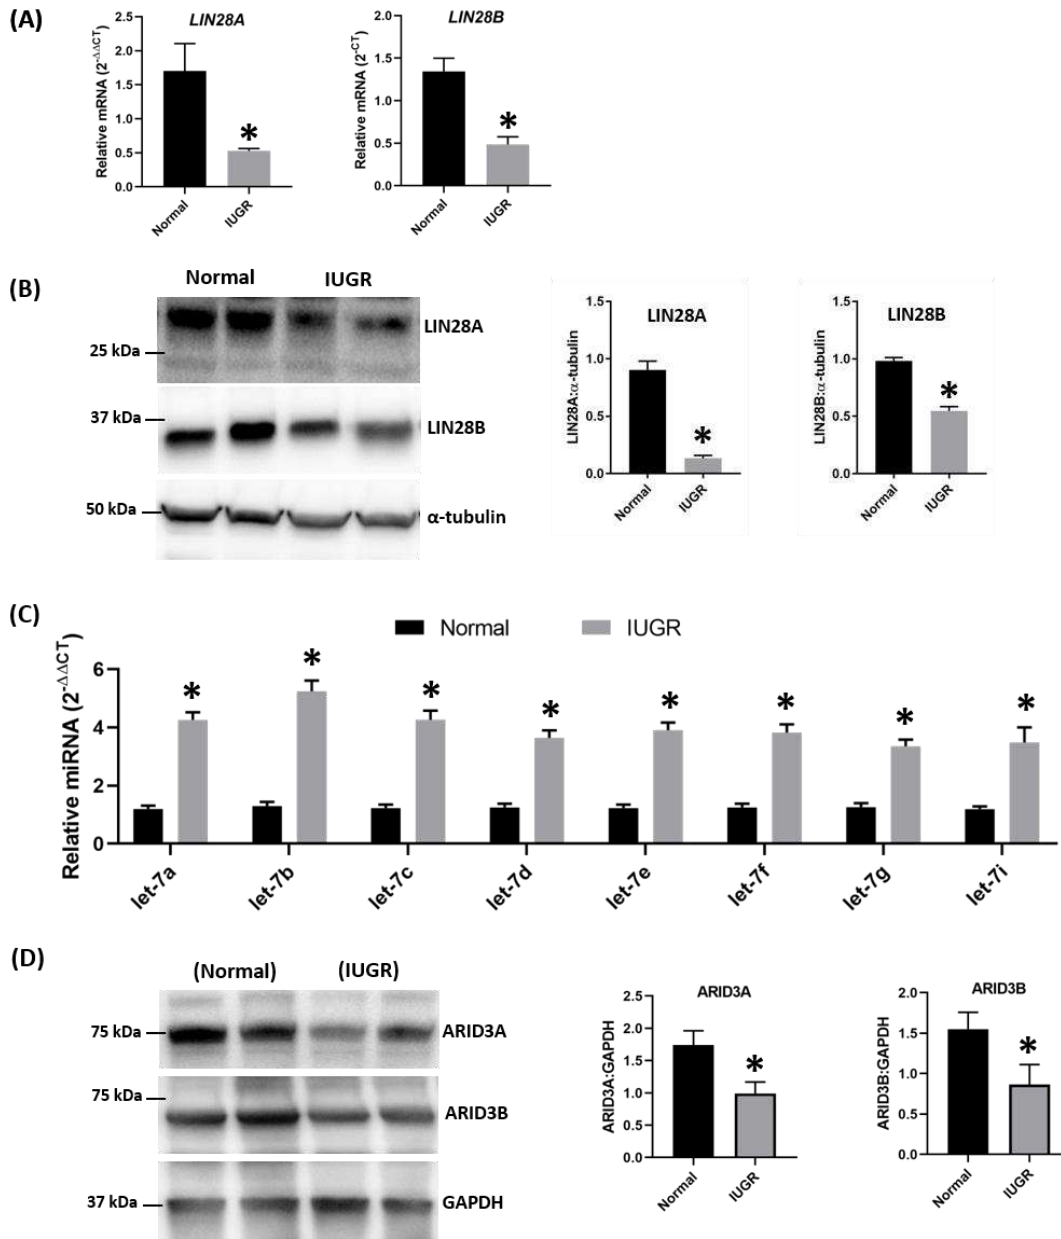 (A)
LIN28A
Relative mRNA (2-ΔΔCT)
2.5
2.0
1.5
1.0
0.5
0.0
Normal
IUGR
*
LIN28B
Relative mRNA (2-CT)
2.0
1.5
1.0
0.5
0.0
Normal
IUGR
*
(B)
Normal
IUGR
25 kDa
LIN28A
37 kDa
LIN28B
50 kDa
α-tubulin
LIN28A
LIN28A:α-tubulin
1.5
1.0
0.5
0.0
Normal
IUGR
*
LIN28B
LIN28B:α-tubulin
1.5
1.0
0.5
0.0
Normal
IUGR
*
(C)
Normal
IUGR
Relative miRNA (2-ΔΔCT)
6
4
2
0
* * * * * * * *
let-7a
let-7b
let-7c
let-7d
let-7e
let-7f
let-7g
let-7i
(D)
(Normal)
(IUGR)
75 kDa
ARID3A
75 kDa
ARID3B
37 kDa
GAPDH
ARID3A
ARID3A:GAPDH
2.5
2.0
1.5
1.0
0.5
0.0
Normal
IUGR
*
ARID3B
ARID3B:GAPDH
2.0
1.5
1.0
0.5
0.0
Normal
IUGR
*